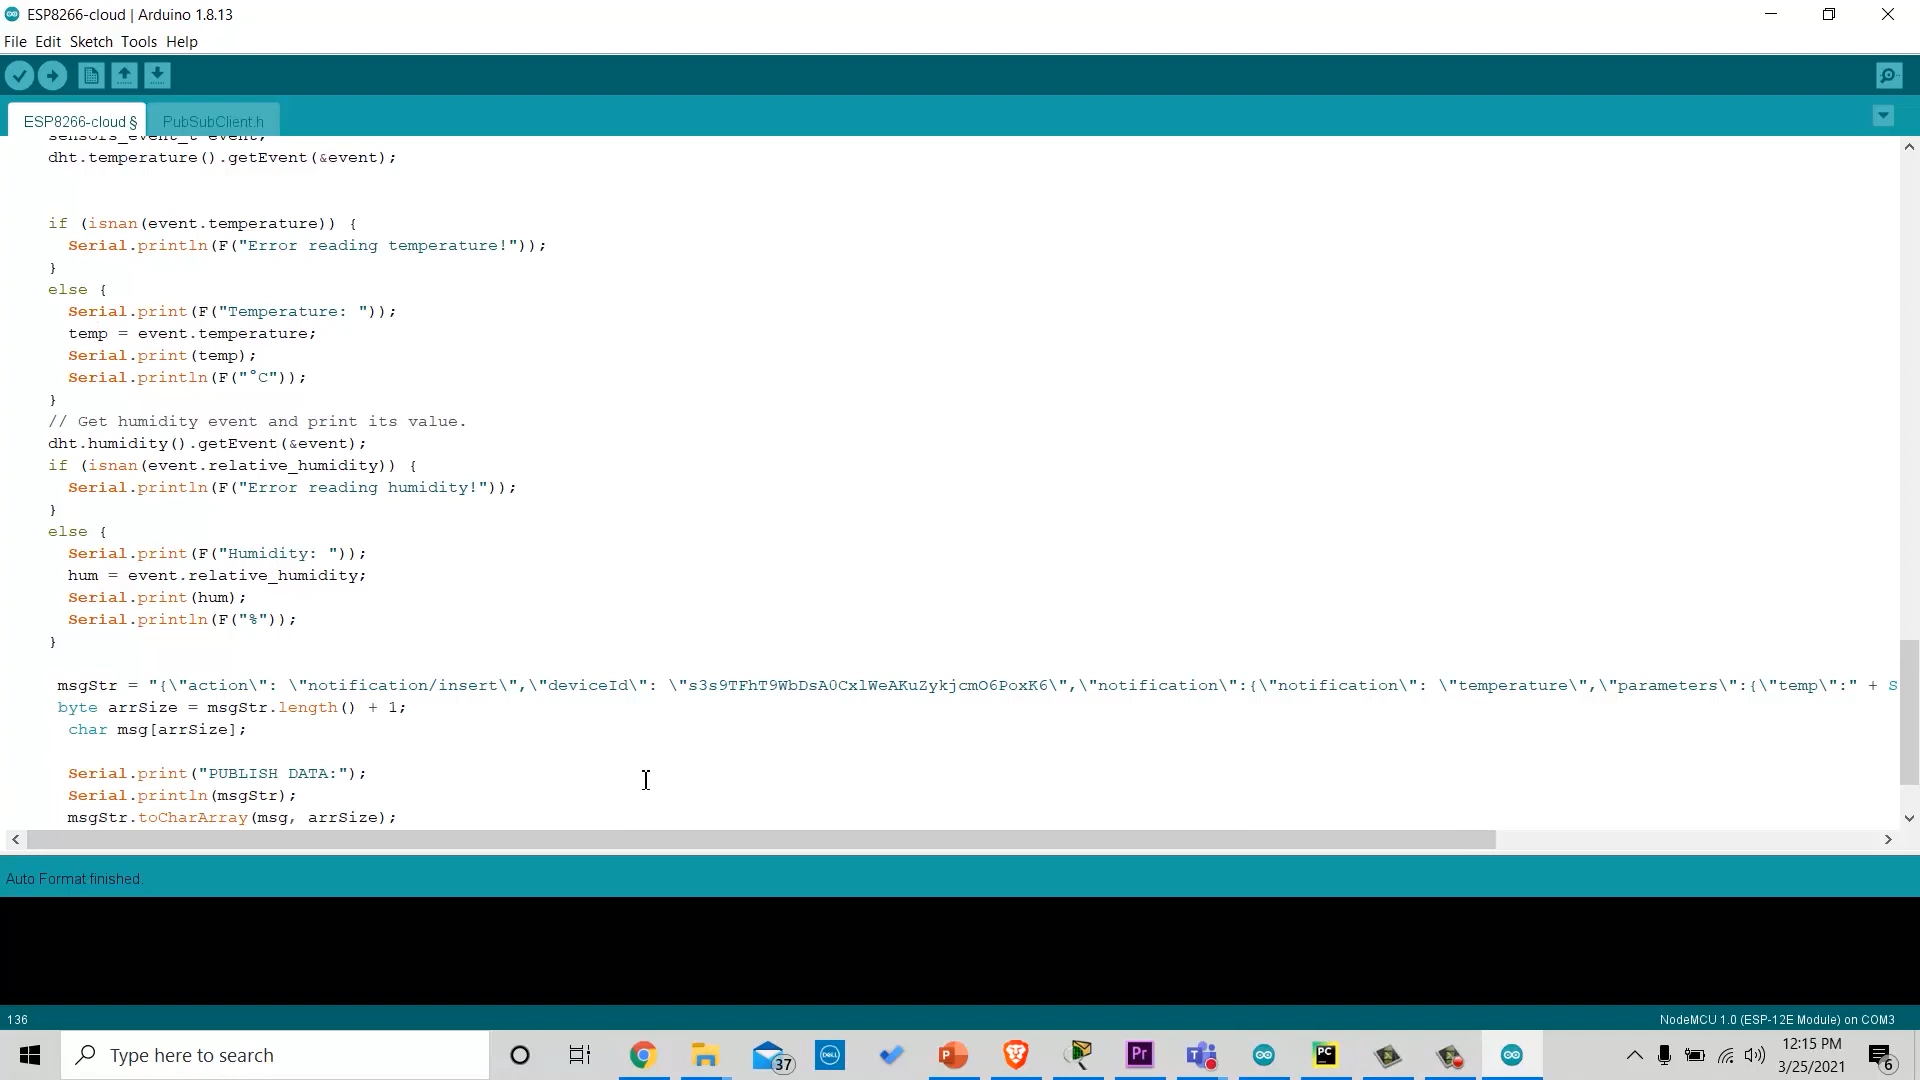 ESP8266-cloud | Arduino 1.8.13
File Edit Sketch Tools Help
ESP8266-cloud § PubSubClient.h
sensors_event_t event;
dht.temperature().getEvent(&event);
if (isnan(event.temperature)) {
Serial.println(F("Error reading temperature!"));
}
else {
Serial.print(F("Temperature: "));
temp = event.temperature;
Serial.print(temp);
Serial.println(F("°C"));
}
// Get humidity event and print its value.
dht.humidity().getEvent(&event);
if (isnan(event.relative_humidity)) {
Serial.println(F("Error reading humidity!"));
}
else {
Serial.print(F("Humidity: "));
hum = event.relative_humidity;
Serial.print(hum);
Serial.println(F("%"));
}
msgStr = "{\"action\": \"notification/insert\",\"deviceId\": \"s3s9TFhT9WbDsA0CxlWeAKuZykjcmO6PoxK6\",\"notification\":{\"notification\": \"temperature\",\"parameters\":{\"temp\":" + S
byte arrSize = msgStr.length() + 1;
char msg[arrSize];
Serial.print("PUBLISH DATA:");
Serial.println(msgStr);
msgStr.toCharArray(msg, arrSize);
Auto Format finished.
136 NodeMCU 1.0 (ESP-12E Module) on COM3
Type here to search
37
DELL
P
Pr
PC
12:15 PM
3/25/2021
6